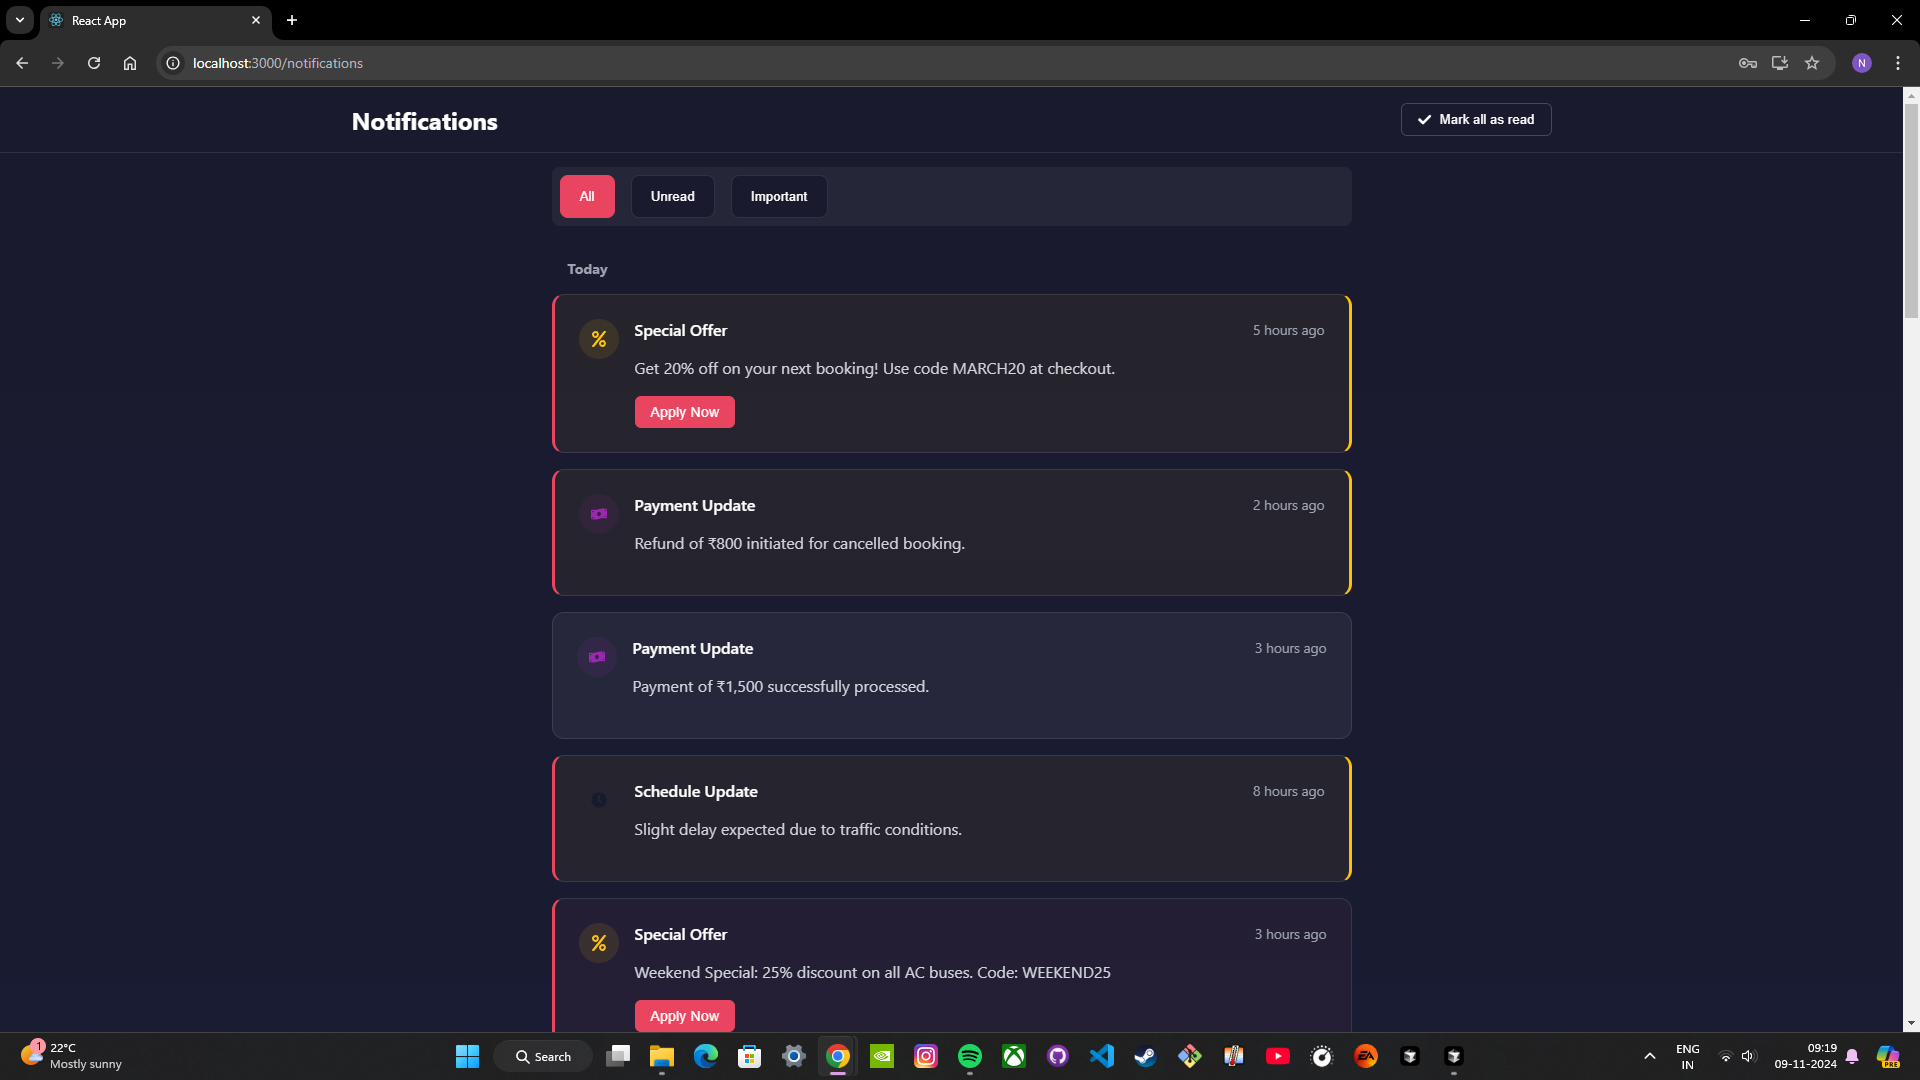 React App
localhost:3000/notifications
N
Notifications
Mark all as read
All
Unread
Important
Today
Special Offer
5 hours ago
Get 20% off on your next booking! Use code MARCH20 at checkout.
Apply Now
Payment Update
2 hours ago
Refund of ₹800 initiated for cancelled booking.
Payment Update
3 hours ago
Payment of ₹1,500 successfully processed.
Schedule Update
8 hours ago
Slight delay expected due to traffic conditions.
Special Offer
3 hours ago
Weekend Special: 25% discount on all AC buses. Code: WEEKEND25
Apply Now
1
22°C
Mostly sunny
Search
EA
PRE
ENG
IN
09:19
09-11-2024